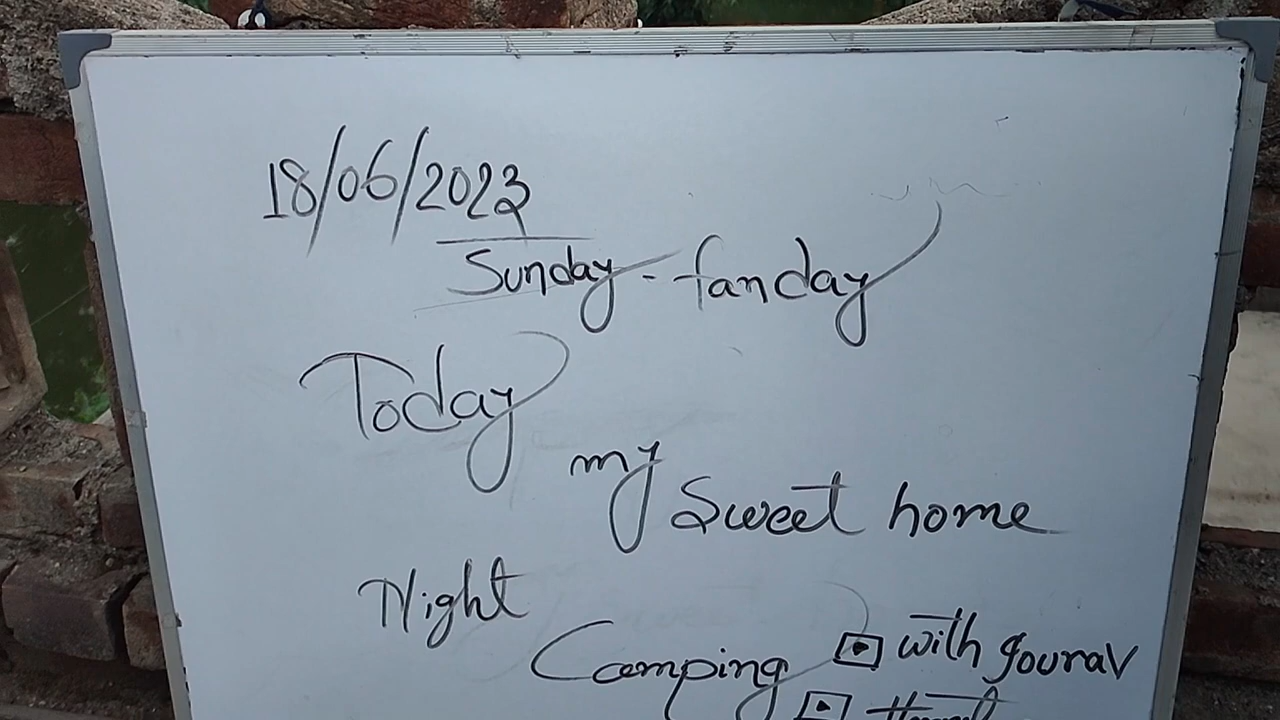 18/06/2023
Sunday - fanday
Today
my
Sweet home
Night
Camping with gourav